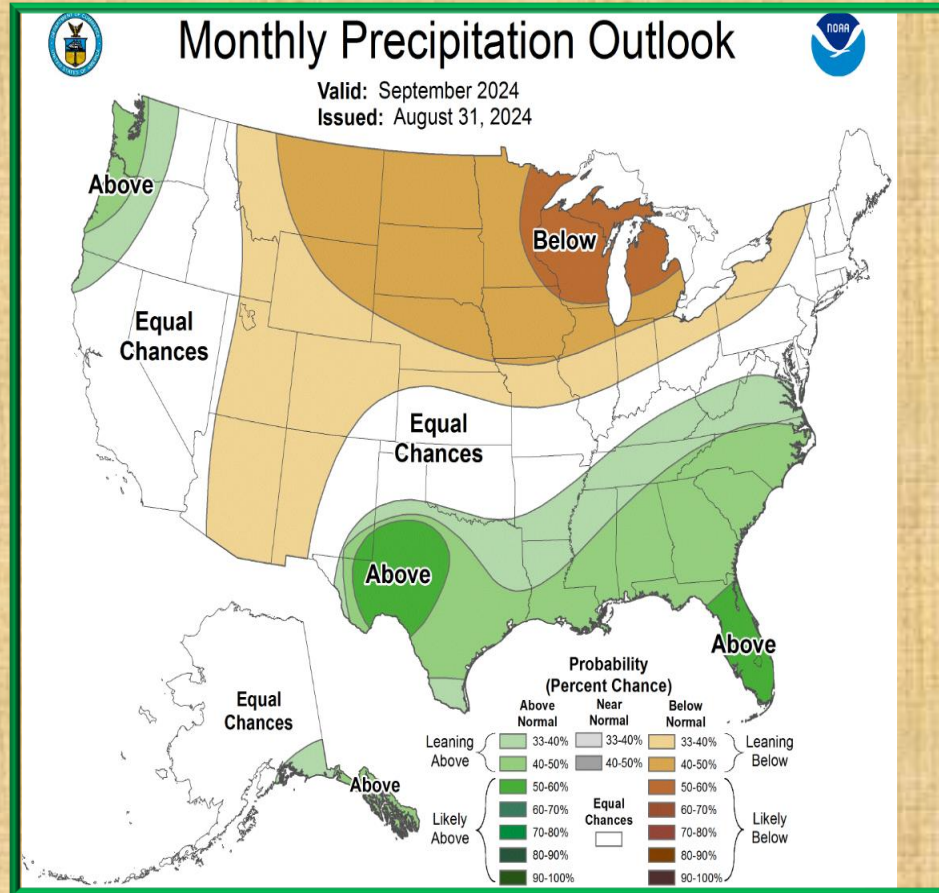 Monthly Precipitation Outlook
NOAA
Valid: September 2024
Issued: August 31, 2024
Above
Below
Equal
Chances
Equal
Chances
Above
Above
Equal
Chances
Above
Probability
(Percent Chance)
Above
Normal
Near
Normal
Below
Normal
Leaning
Above
33-40%
33-40%
33-40%
Leaning
Below
40-50%
40-50%
40-50%
Likely
Above
50-60%
60-70%
70-80%
80-90%
90-100%
Equal
Chances
50-60%
60-70%
70-80%
80-90%
90-100%
Likely
Below